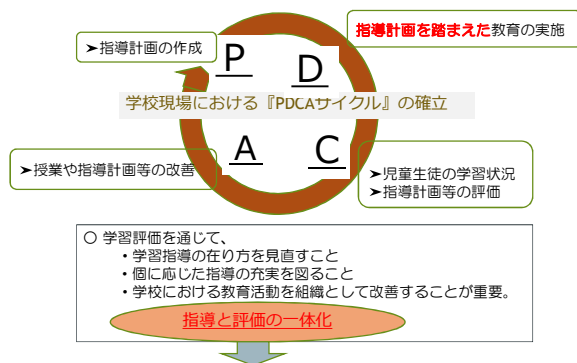 指導計画を踏まえた教育の実施
➤指導計画の作成
P
D
学校現場における『PDCAサイクル』の確立
A
C
➤授業や指導計画等の改善
➤児童生徒の学習状況
➤指導計画等の評価
〇 学習評価を通じて、
・学習指導の在り方を見直すこと
・個に応じた指導の充実を図ること
・学校における教育活動を組織として改善することが重要。
指導と評価の一体化